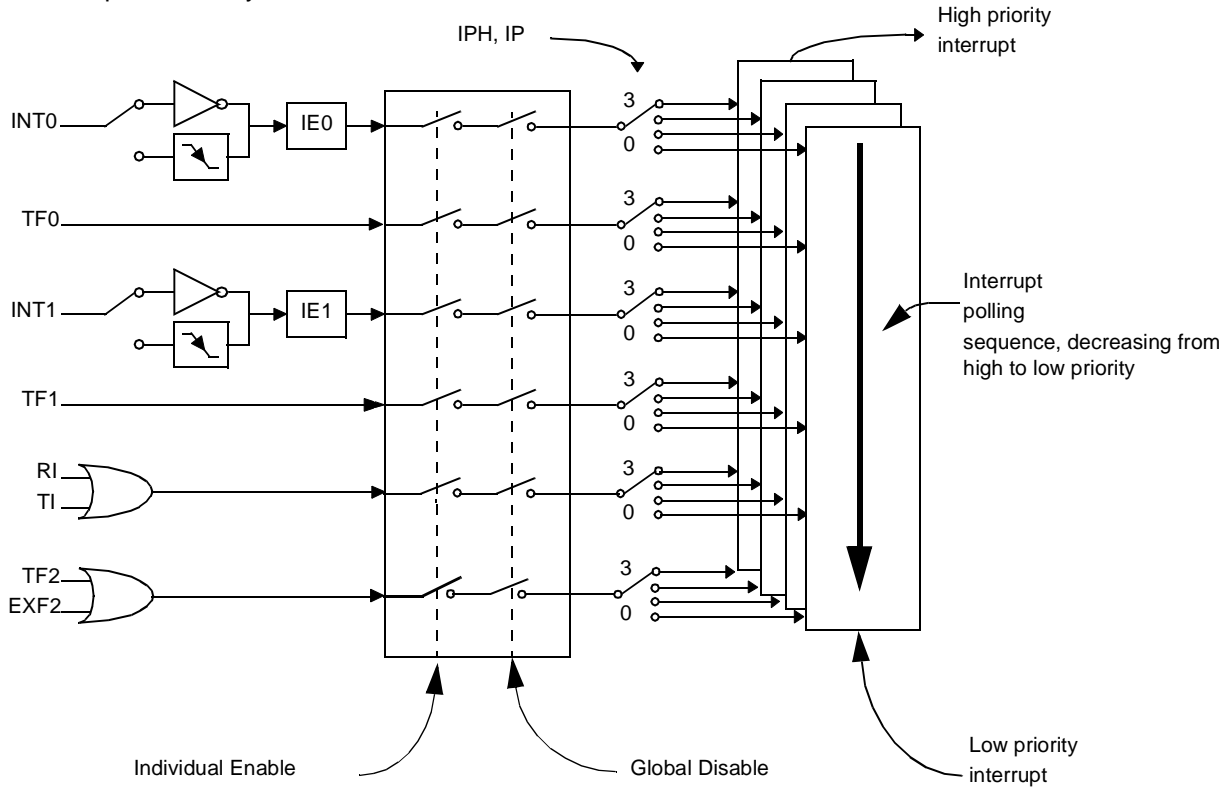 High priority
interrupt
IPH, IP
INT0
IE0
3
0
TF0
3
0
INT1
IE1
3
0
Interrupt
polling
sequence, decreasing from
high to low priority
TF1
3
0
RI
TI
3
0
TF2
EXF2
3
0
Individual Enable
Global Disable
Low priority
interrupt